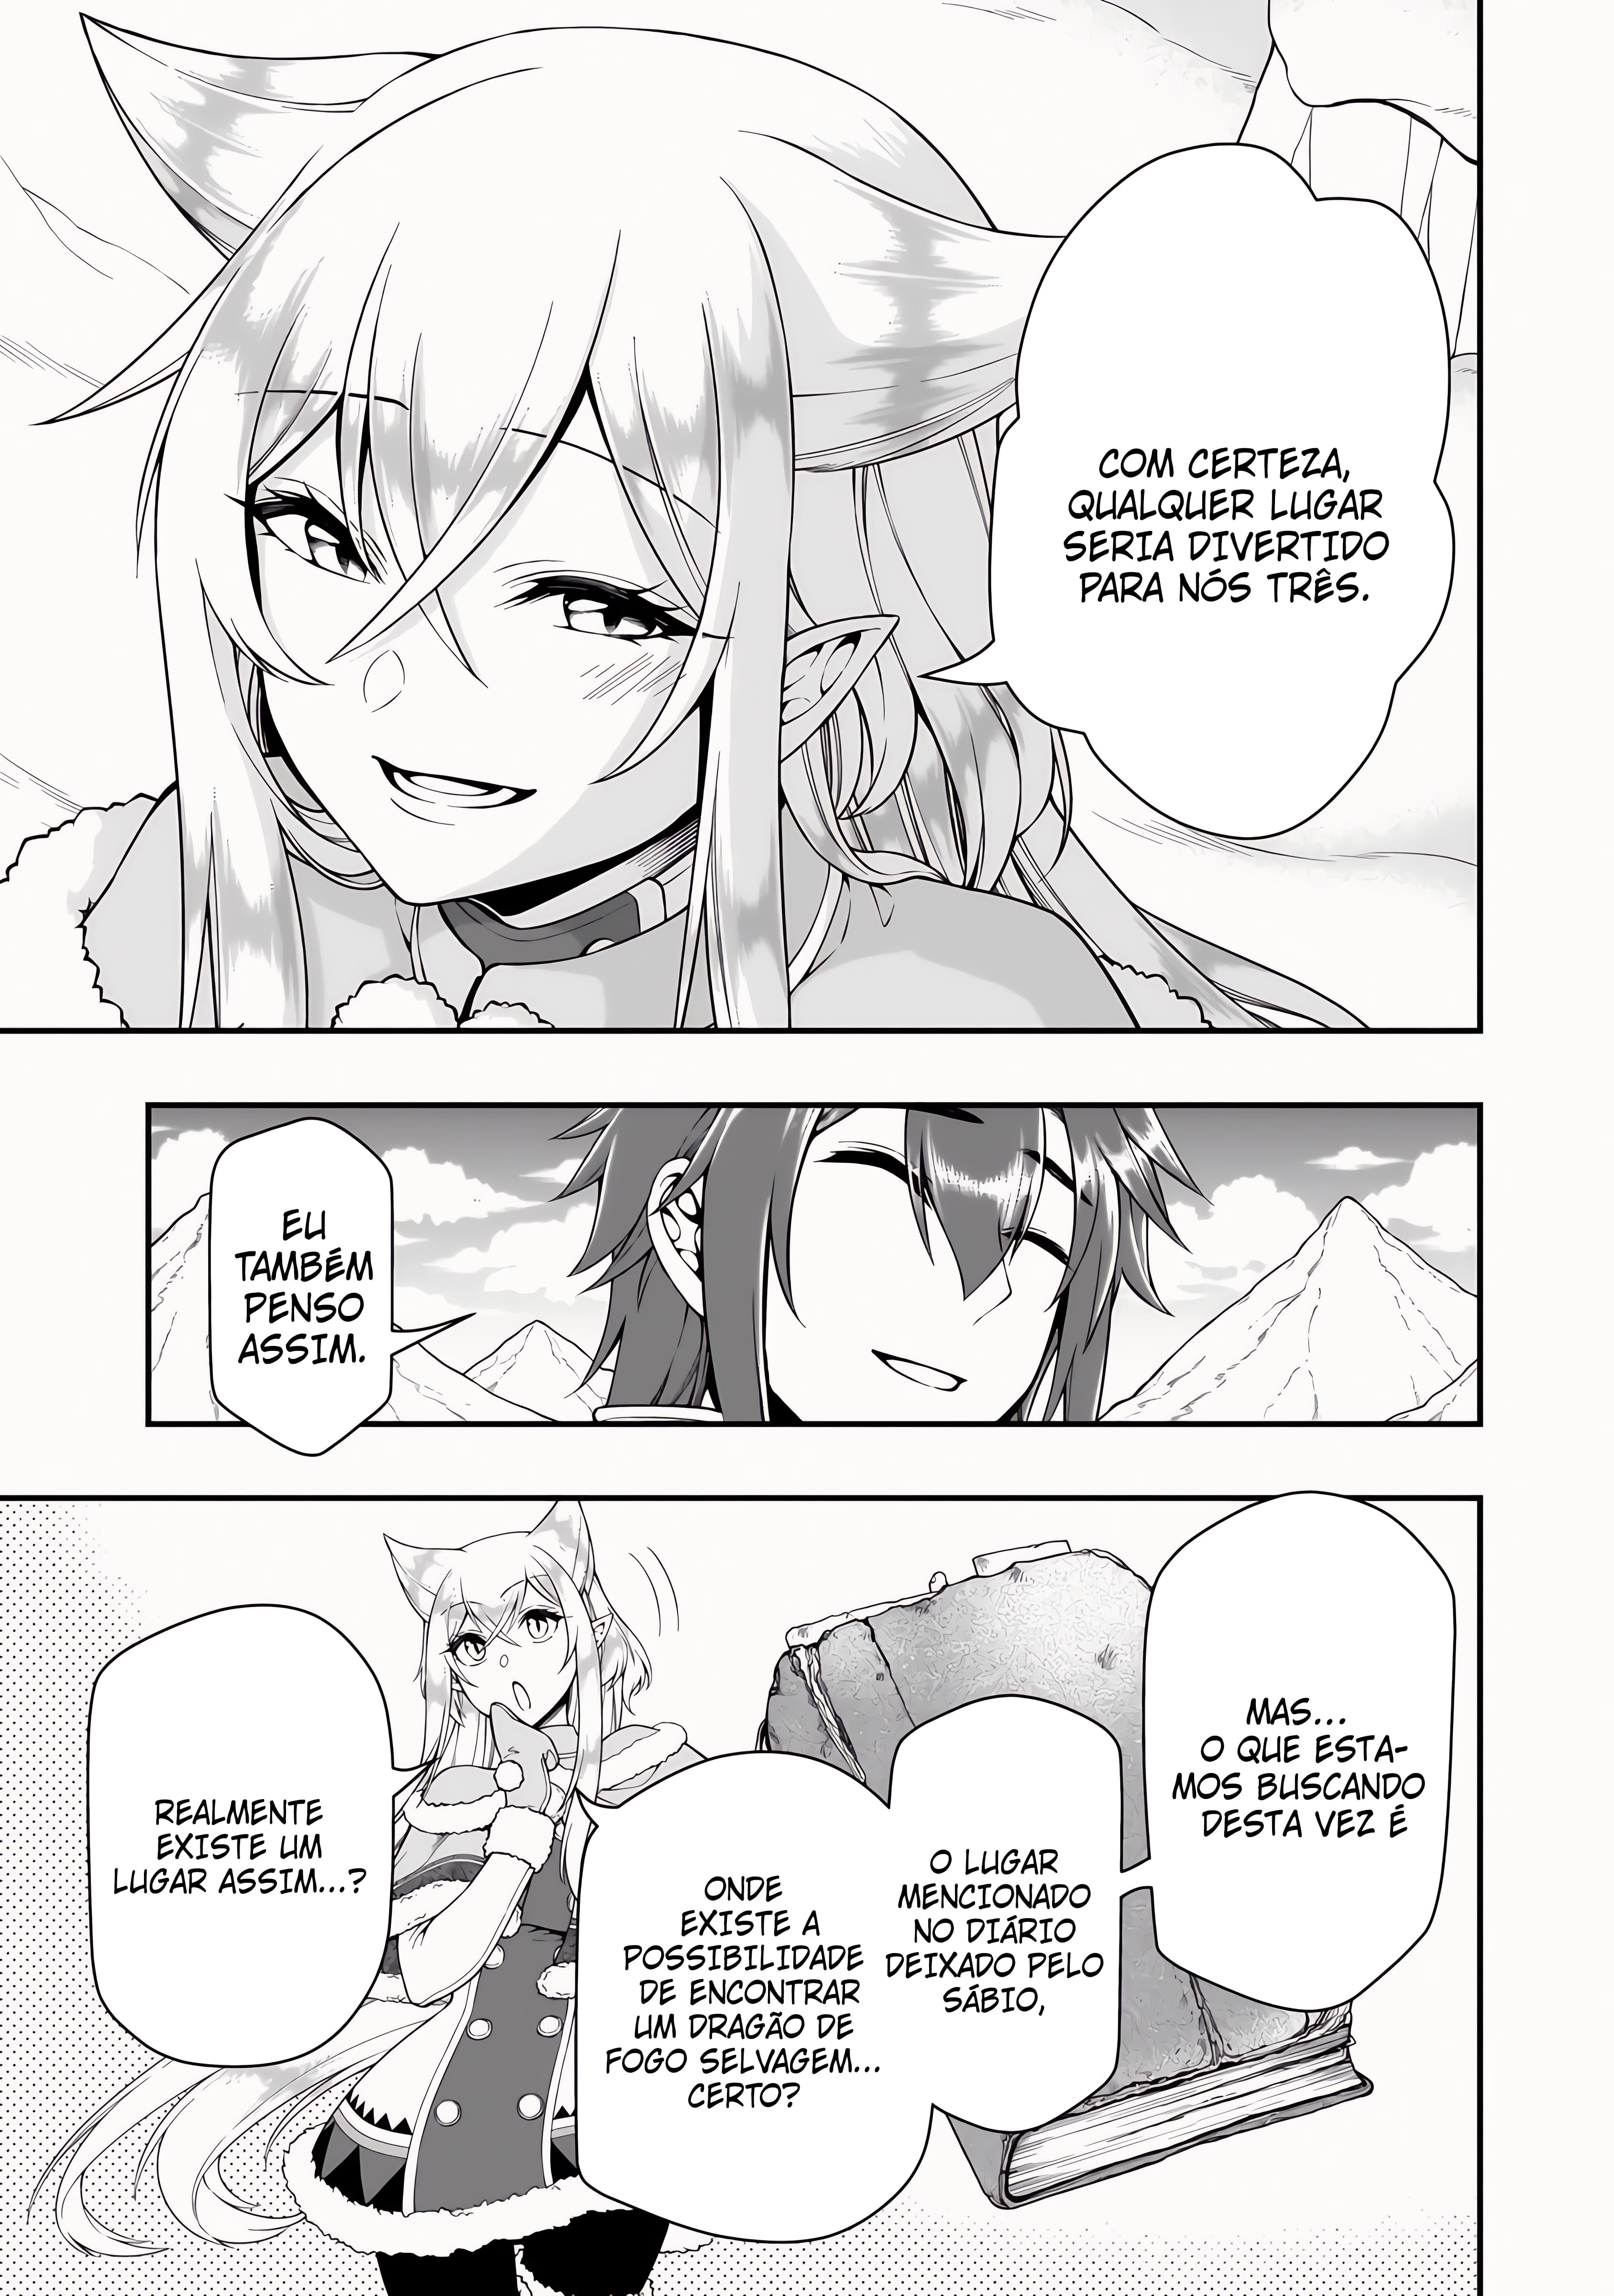 COM CERTEZA,
QUALQUER LUGAR
SERIA DIVERTIDO
PARA NÓS TRÊS.
EU
TAMBÉM
PENSO
ASSIM.
MAS...
O QUE ESTA-
MOS BUSCANDO
DESTA VEZ É
O LUGAR
MENCIONADO
NO DIÁRIO
DEIXADO PELO
SÁBIO,
ONDE
EXISTE A
POSSIBILIDADE
DE ENCONTRAR
UM DRAGÃO DE
FOGO SELVAGEM...
CERTO?
REALMENTE
EXISTE UM
LUGAR ASSIM...?